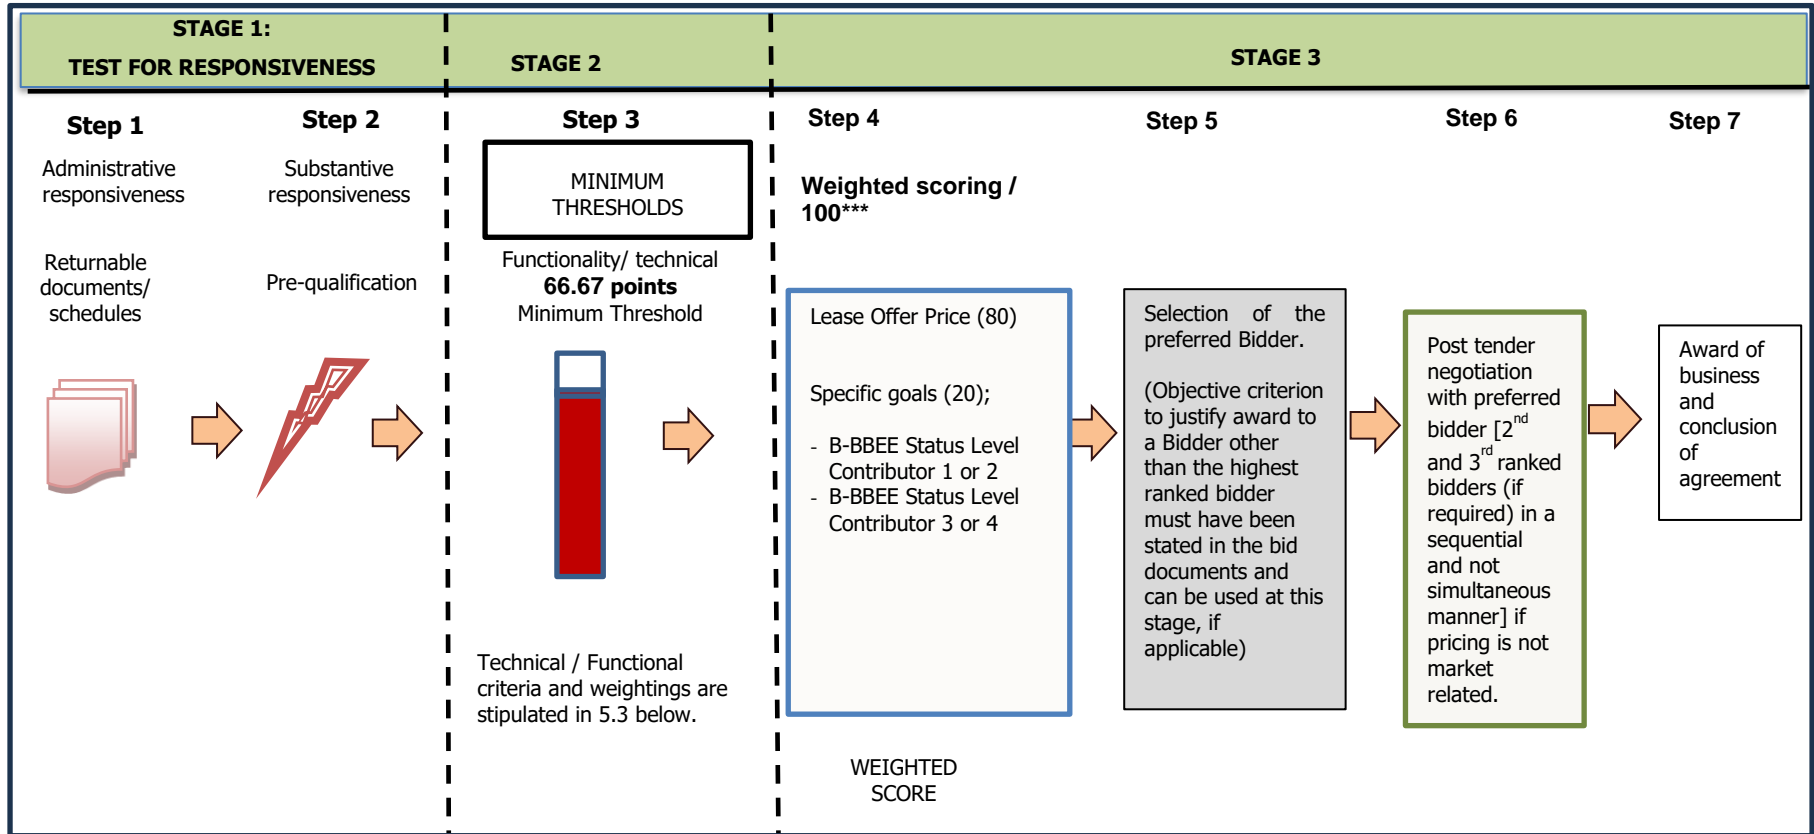 STAGE 1:
TEST FOR RESPONSIVENESS
STAGE 2
STAGE 3
Step 1
Administrative
responsiveness
Returnable
documents/
schedules
Step 2
Substantive
responsiveness
Pre-qualification
Step 3
MINIMUM
THRESHOLDS
Functionality/ technical
66.67 points
Minimum Threshold
Technical / Functional
criteria and weightings are
stipulated in 5.3 below.
Step 4
Weighted scoring /
100***
Lease Offer Price (80)
Specific goals (20);
- B-BBEE Status Level
Contributor 1 or 2
- B-BBEE Status Level
Contributor 3 or 4
WEIGHTED
SCORE
Step 5
Selection of the
preferred Bidder.
(Objective criterion
to justify award to
a Bidder other
than the highest
ranked bidder
must have been
stated in the bid
documents and
can be used at this
stage, if
applicable)
Step 6
Post tender
negotiation
with preferred
bidder [2nd
and 3rd ranked
bidders (if
required) in a
sequential
and not
simultaneous
manner] if
pricing is not
market
related.
Step 7
Award of
business
and
conclusion
of
agreement